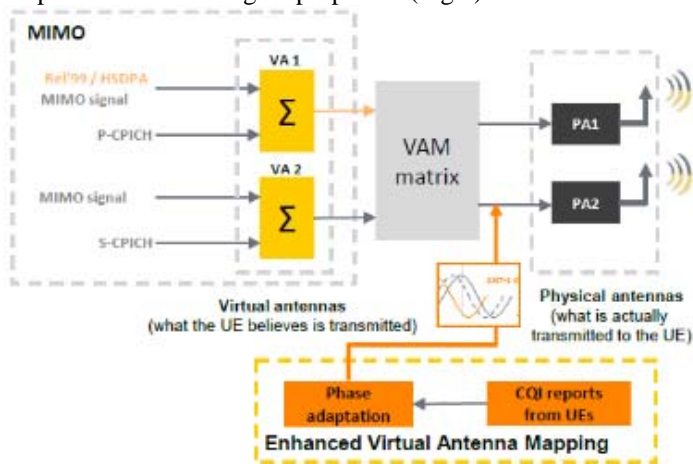 MIMO
VA 1
Rel'99 / HSDPA
MIMO signal
Σ
P-CPICH
PA1
VAM
matrix
VA 2
MIMO signal
Σ
PA2
S-CPICH
Virtual antennas
(what the UE believes is transmitted)
Physical antennas
(what is actually
transmitted to the UE)
Phase
adaptation
CQI reports
from UEs
Enhanced Virtual Antenna Mapping